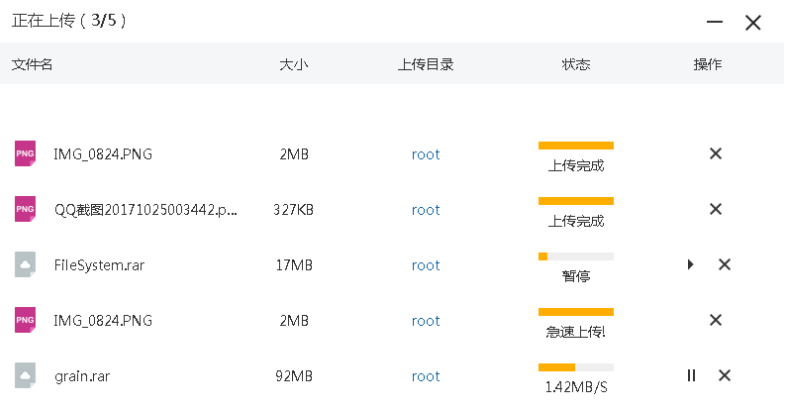 正在上传 ( 3/5 )
文件名 大小 上传目录 状态 操作
PNG IMG_0824.PNG 2MB root
上传完成
PNG QQ截图20171025003442.p... 327KB root
上传完成
FileSystem.rar 17MB root
暂停
PNG IMG_0824.PNG 2MB root
急速上传!
grain.rar 92MB root
1.42MB/S